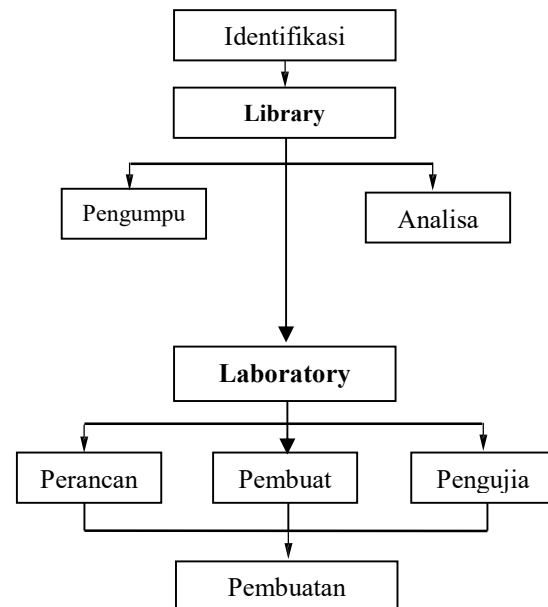 Identifikasi
Library
Pengumpu
Analisa
Laboratory
Perancan
Pembuat
Pengujia
Pembuatan